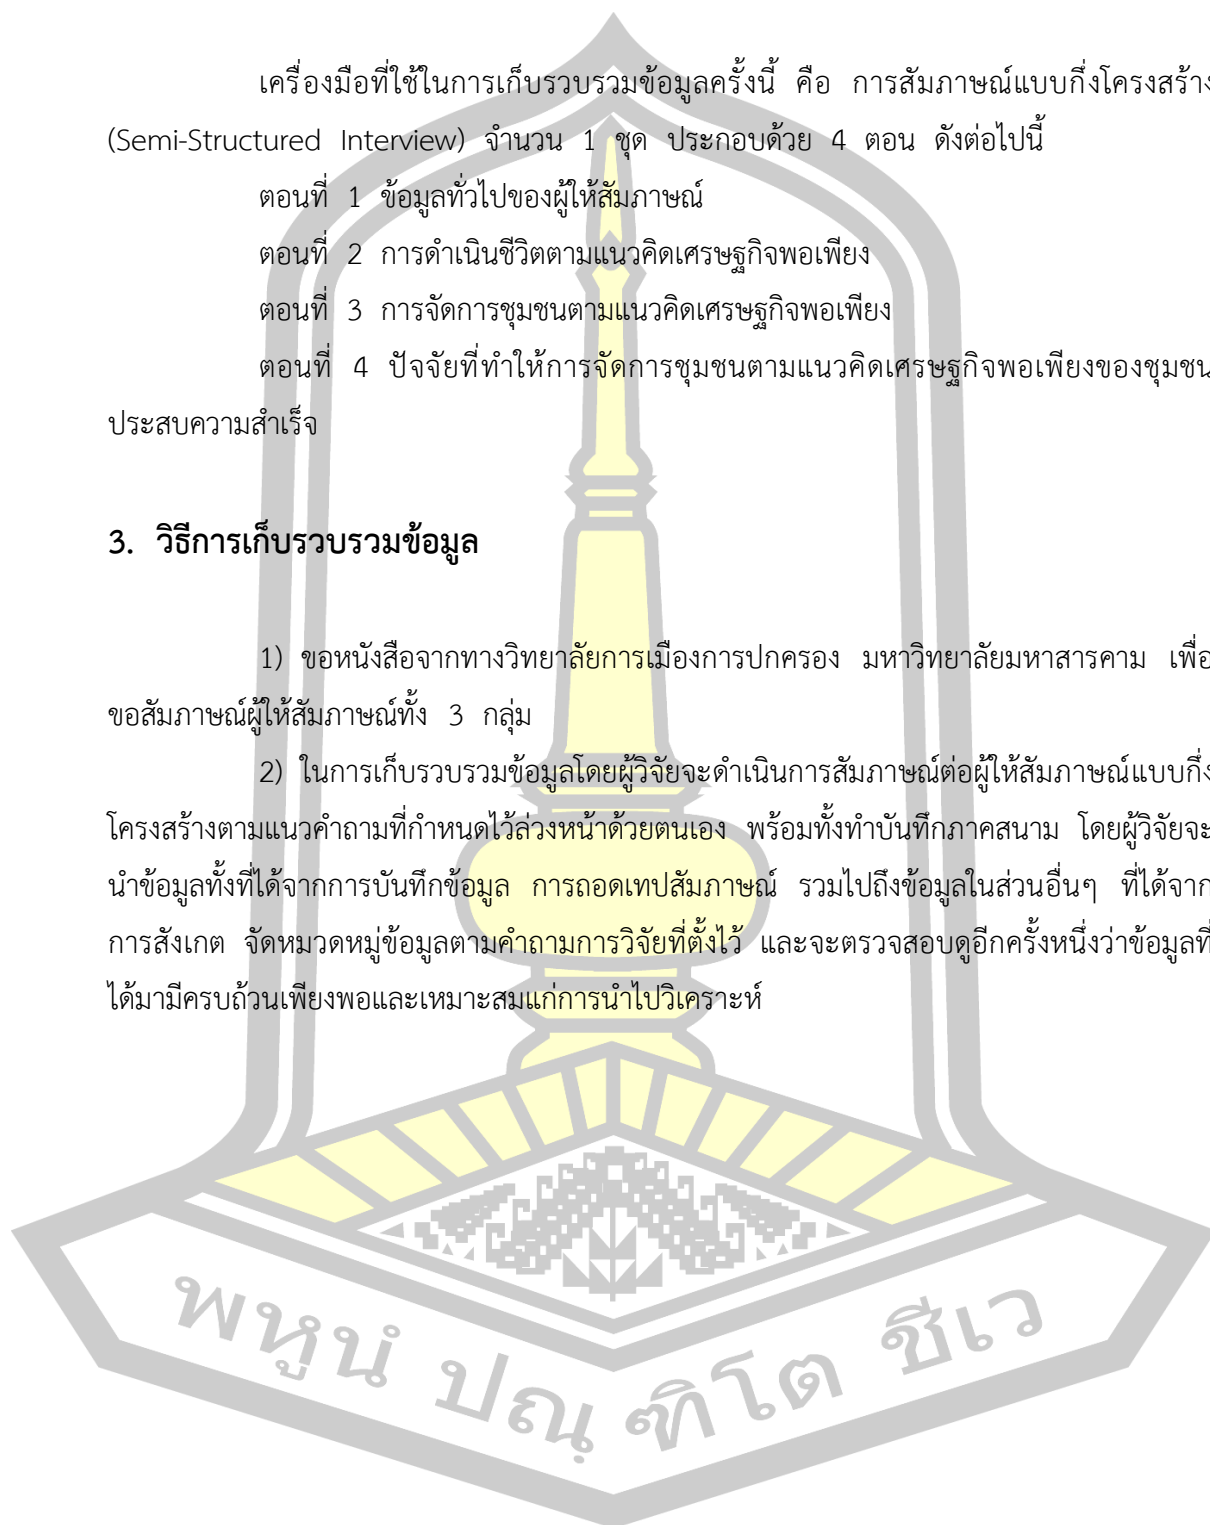 เครื่องมือที่ใช้ในการเก็บรวบรวมข้อมูลครั้งนี้ คือ การสัมภาษณ์แบบกึ่งโครงสร้าง
(Semi-Structured Interview) จำนวน 1 ชุด ประกอบด้วย 4 ตอน ดังต่อไปนี้
ตอนที่ 1 ข้อมูลทั่วไปของผู้ให้สัมภาษณ์
ตอนที่ 2 การดำเนินชีวิตตามแนวคิดเศรษฐกิจพอเพียง
ตอนที่ 3 การจัดการชุมชนตามแนวคิดเศรษฐกิจพอเพียง
ตอนที่ 4 ปัจจัยที่ทำให้การจัดการชุมชนตามแนวคิดเศรษฐกิจพอเพียงของชุมชน
ประสบความสำเร็จ
3. วิธีการเก็บรวบรวมข้อมูล
1) ขอหนังสือจากทางวิทยาลัยการเมืองการปกครอง มหาวิทยาลัยมหาสารคาม เพื่อ
ขอสัมภาษณ์ผู้ให้สัมภาษณ์ทั้ง 3 กลุ่ม
2) ในการเก็บรวบรวมข้อมูลโดยผู้วิจัยจะดำเนินการสัมภาษณ์ต่อผู้ให้สัมภาษณ์แบบกึ่ง
โครงสร้างตามแนวคำถามที่กำหนดไว้ล่วงหน้าด้วยตนเอง พร้อมทั้งทำบันทึกภาคสนาม โดยผู้วิจัยจะ
นำข้อมูลทั้งที่ได้จากการบันทึกข้อมูล การถอดเทปสัมภาษณ์ รวมไปถึงข้อมูลในส่วนอื่นๆ ที่ได้จาก
การสังเกต จัดหมวดหมู่ข้อมูลตามคำถามการวิจัยที่ตั้งไว้ และจะตรวจสอบดูอีกครั้งหนึ่งว่าข้อมูลที่
ได้มามีครบถ้วนเพียงพอและเหมาะสมแก่การนำไปวิเคราะห์
พหูนํ ปณฺฑิโต ชีเว